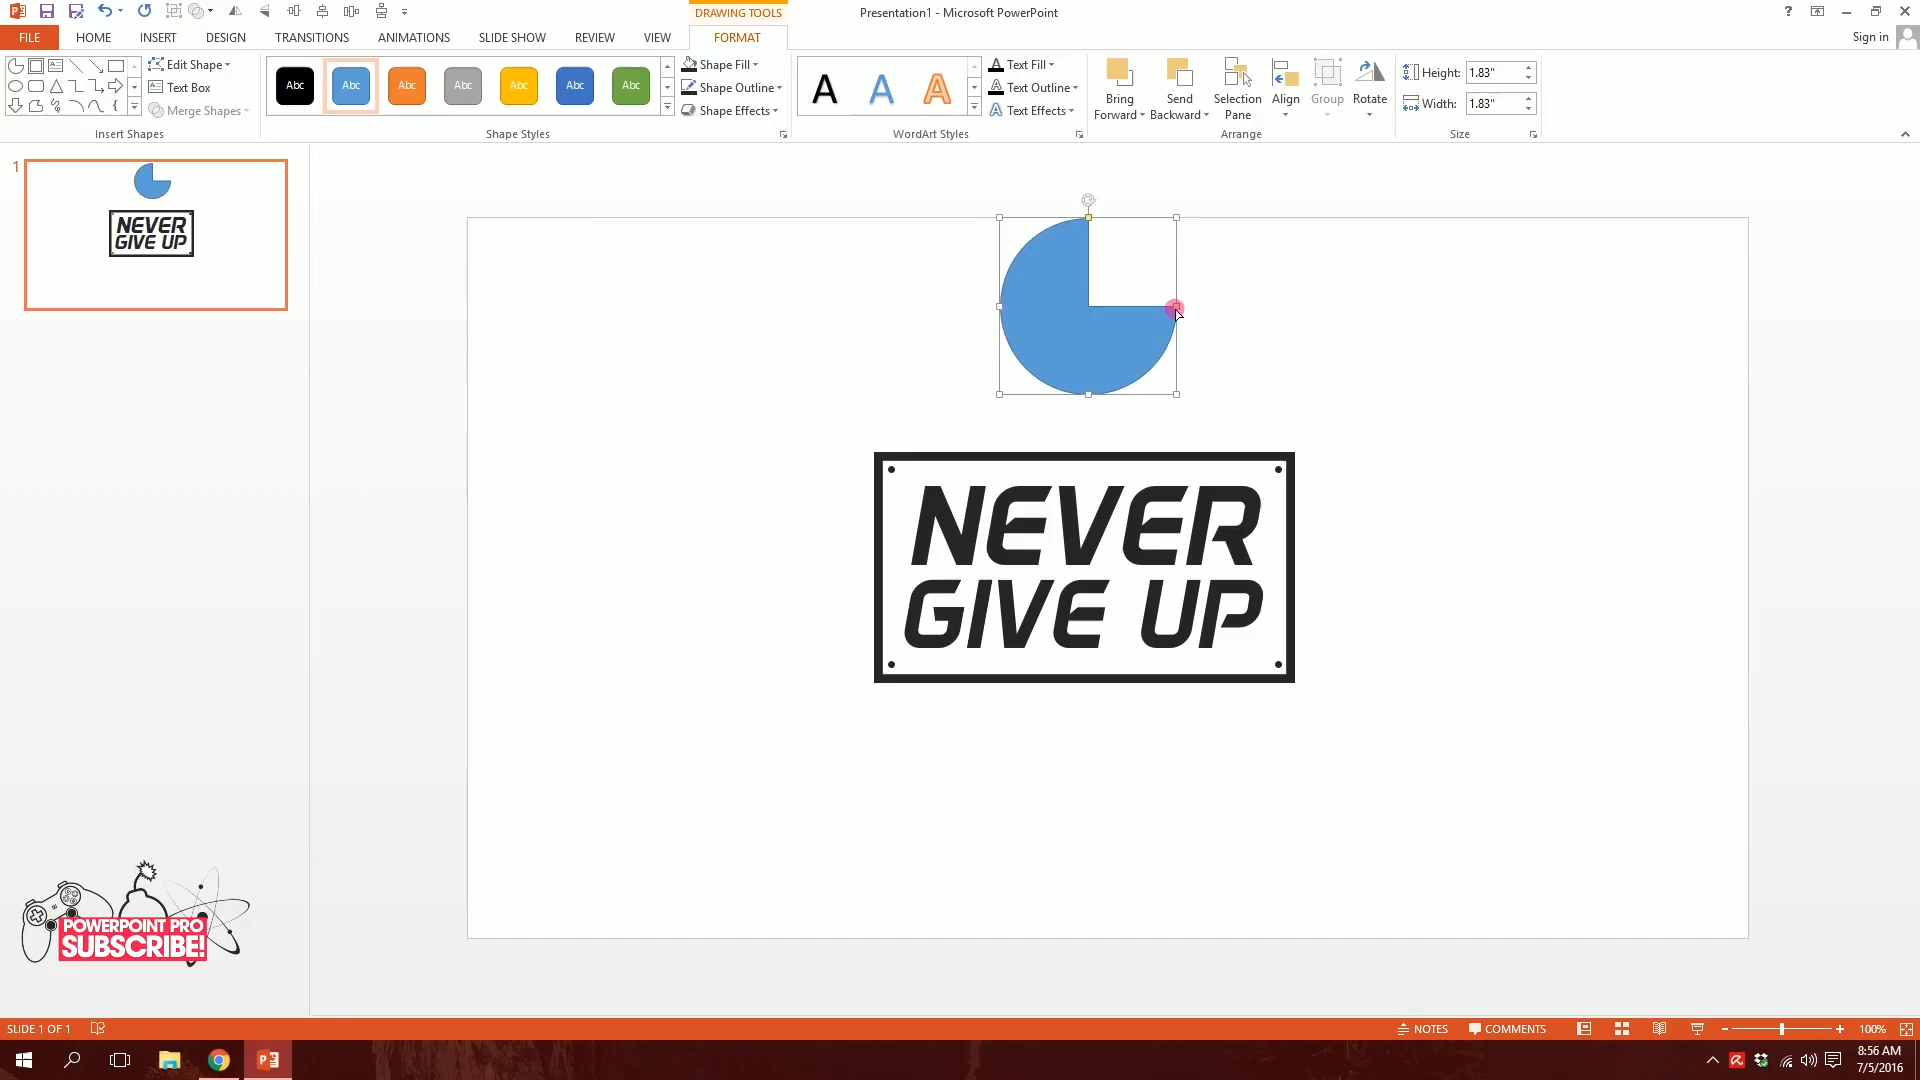 DRAWING TOOLS
Presentation1 - Microsoft PowerPoint
?
FILE HOME INSERT DESIGN TRANSITIONS ANIMATIONS SLIDE SHOW REVIEW VIEW FORMAT
Sign in
Edit Shape
Text Box
Merge Shapes
Insert Shapes
Abc Abc Abc Abc Abc Abc Abc
Shape Fill
Shape Outline
Shape Effects
Shape Styles
A A A
Text Fill
Text Outline
Text Effects
WordArt Styles
Bring
Forward
Send
Backward
Selection
Pane
Align
Group
Rotate
Arrange
Height: 1.83"
Width: 1.83"
Size
1
NEVER
GIVE UP
NEVER
GIVE UP
POWERPOINT PRO
SUBSCRIBE!
SLIDE 1 OF 1
NOTES
COMMENTS
100%
8:56 AM
7/5/2016